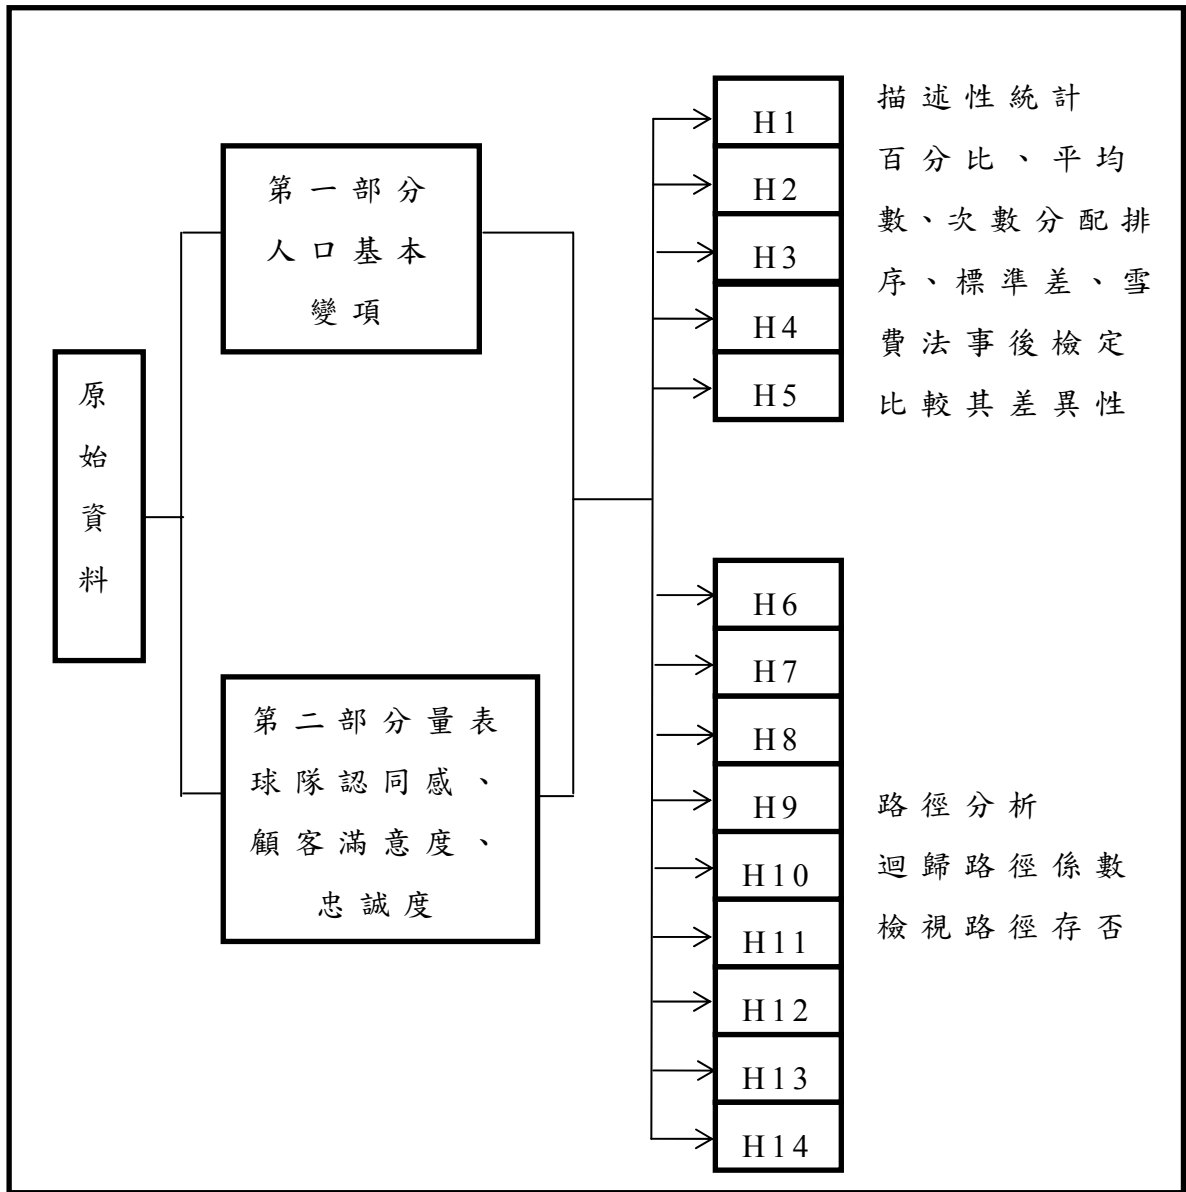 原
始
資
料
第一部分
人口基本
變項
第二部分量表
球隊認同感、
顧客滿意度、
忠誠度
H1
H2
H3
H4
H5
描述性統計
百分比、平均
數、次數分配排
序、標準差、雪
費法事後檢定
比較其差異性
H6
H7
H8
H9
H10
H11
H12
H13
H14
路徑分析
迴歸路徑係數
檢視路徑存否